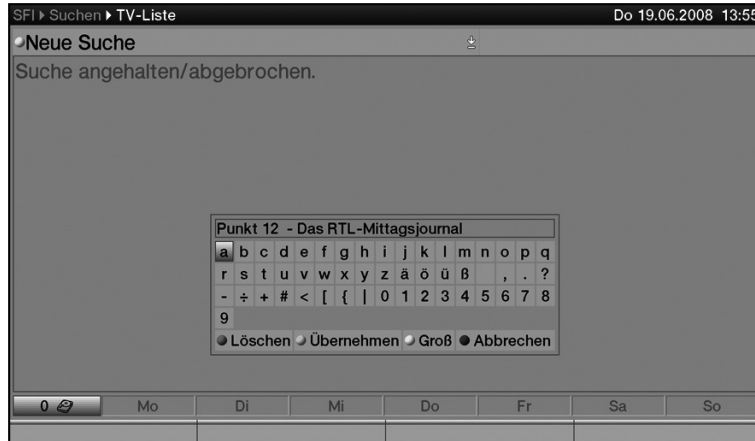 SFI ▸ Suchen ▸ TV-Liste Do 19.06.2008 13:55
Neue Suche
Suche angehalten/abgebrochen.
Punkt 12 - Das RTL-Mittagsjournal
a b c d e f g h i j k l m n o p q
r s t u v w x y z ä ö ü ß , . ?
- ÷ + # < [ { | 0 1 2 3 4 5 6 7 8
9
Löschen Übernehmen Groß Abbrechen
0 Mo Di Mi Do Fr Sa So